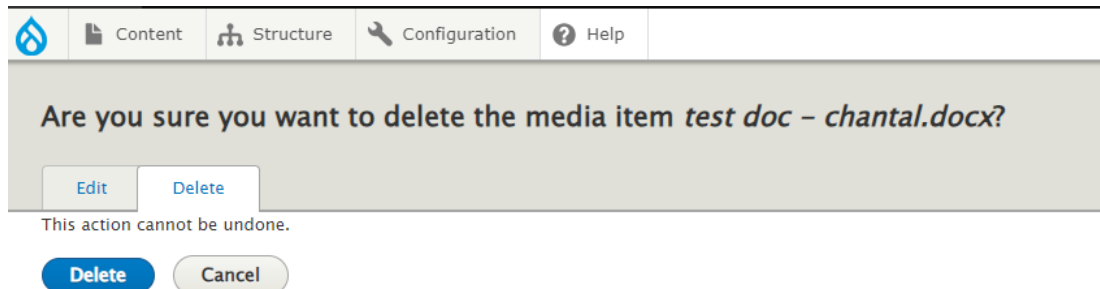 Content Structure Configuration Help
Are you sure you want to delete the media item test doc – chantal.docx?
Edit Delete
This action cannot be undone.
Delete Cancel